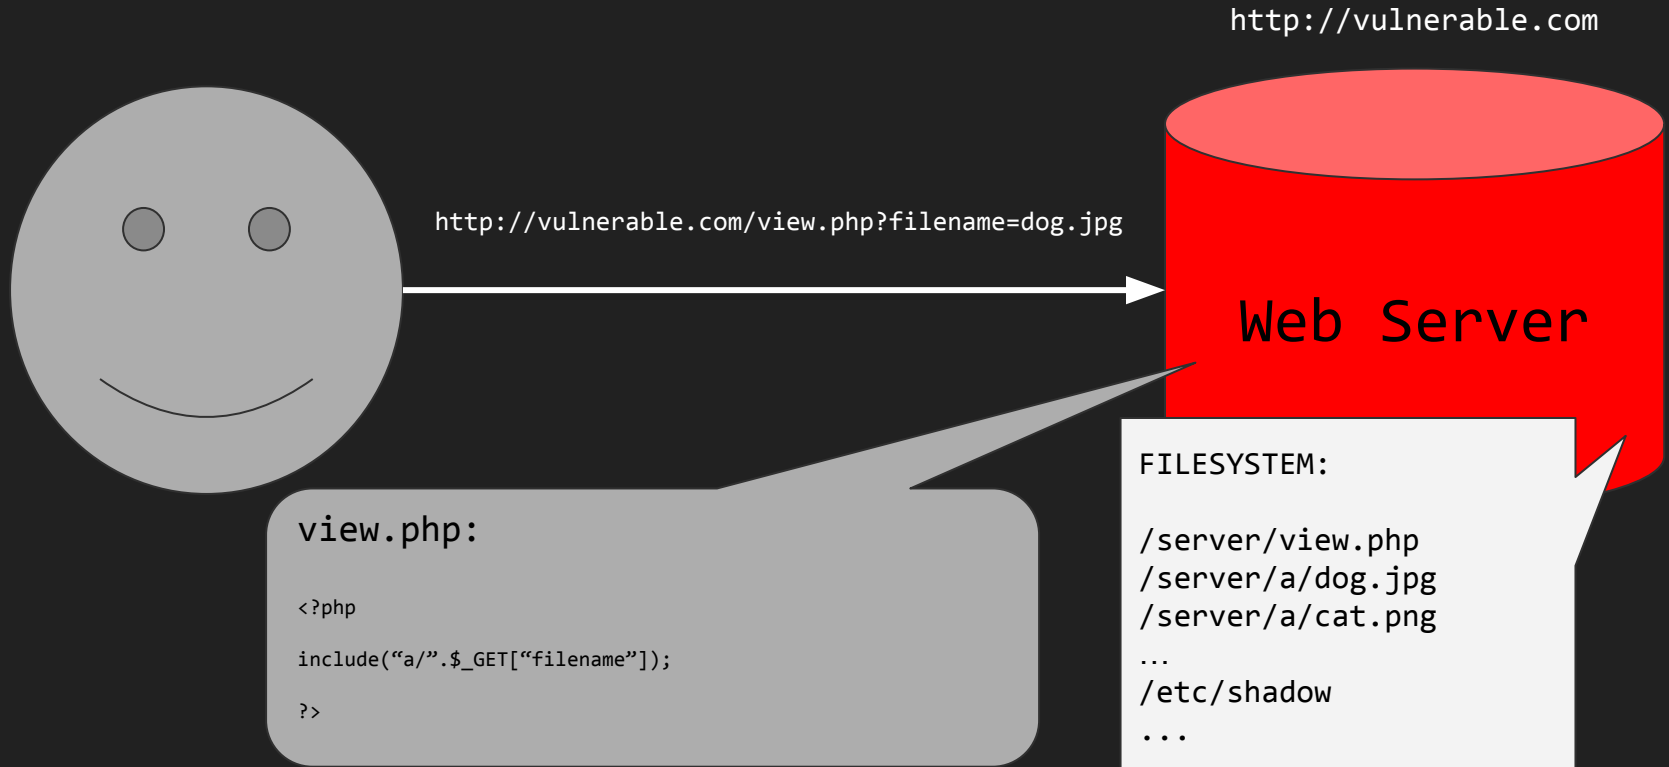 http://vulnerable.com
http://vulnerable.com/view.php?filename=dog.jpg
Web Server
view.php:
<?php
include(“a/”.$_GET[“filename”]);
?>
FILESYSTEM:
/server/view.php
/server/a/dog.jpg
/server/a/cat.png
…
/etc/shadow
...